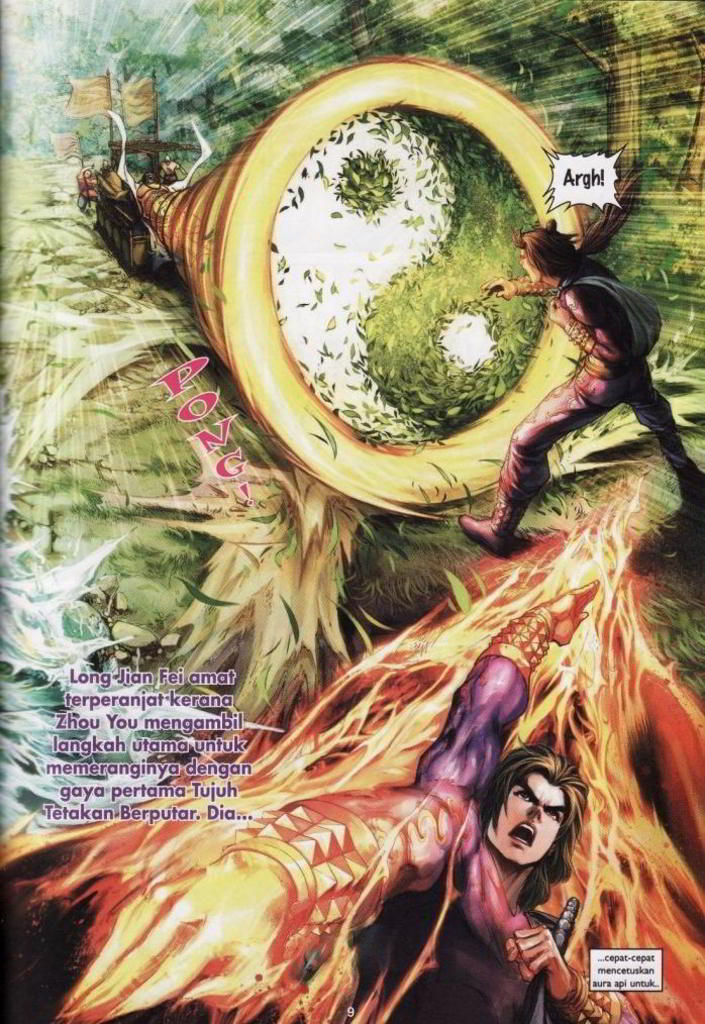 Argh!
PONG!
Long Jian Fei amat
terperanjat kerana
Zhou You mengambil
langkah utama untuk
memeranginya dengan
gaya pertama Tujuh
Tetakan Berputar. Dia...
...cepat-cepat
mencetuskan
aura api untuk..
9